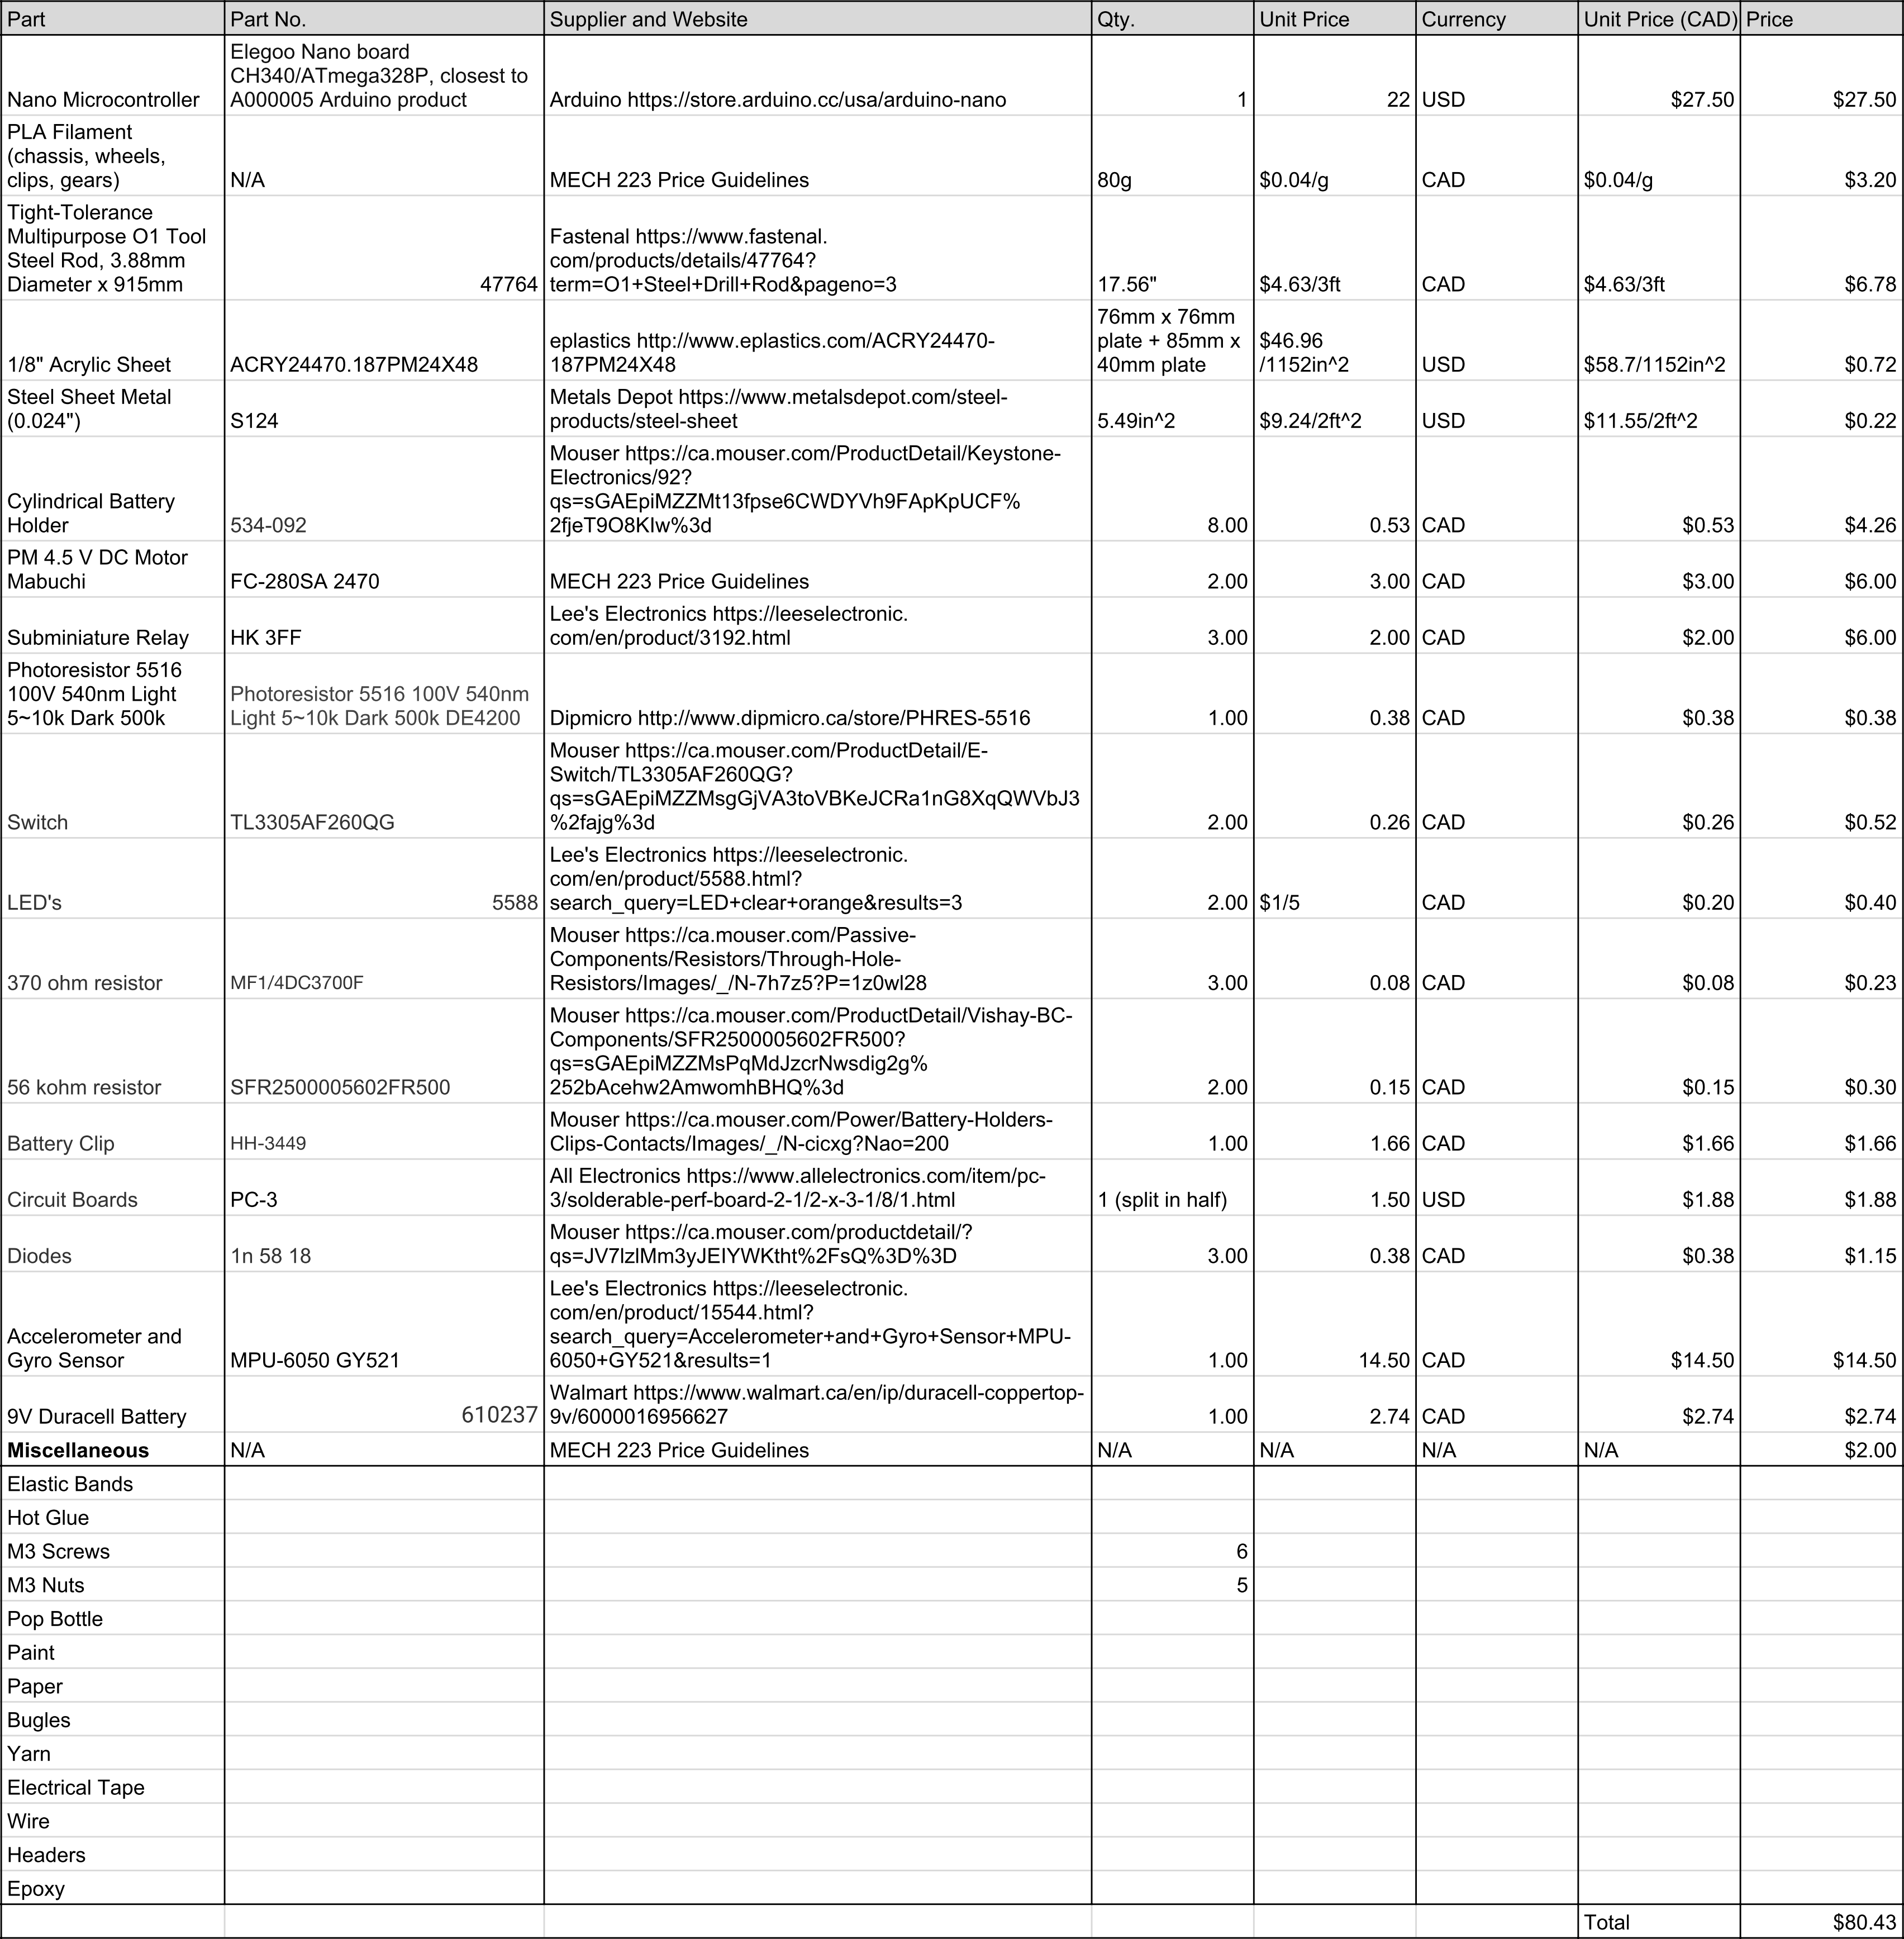 Part Part No. Supplier and Website Qty. Unit Price Currency Unit Price (CAD) Price
Elegoo Nano board
CH340/ATmega328P, closest to
Nano Microcontroller A000005 Arduino product Arduino https://store.arduino.cc/usa/arduino-nano 1 22 USD $27.50 $27.50
PLA Filament
(chassis, wheels,
clips, gears) N/A MECH 223 Price Guidelines 80g $0.04/g CAD $0.04/g $3.20
Tight-Tolerance
Multipurpose O1 Tool Fastenal https://www.fastenal.
Steel Rod, 3.88mm com/products/details/47764?
Diameter x 915mm 47764 term=O1+Steel+Drill+Rod&pageno=3 17.56" $4.63/3ft CAD $4.63/3ft $6.78
76mm x 76mm
eplastics http://www.eplastics.com/ACRY24470- plate + 85mm x $46.96
1/8" Acrylic Sheet ACRY24470.187PM24X48 187PM24X48 40mm plate /1152in^2 USD $58.7/1152in^2 $0.72
Steel Sheet Metal Metals Depot https://www.metalsdepot.com/steel-
(0.024") S124 products/steel-sheet 5.49in^2 $9.24/2ft^2 USD $11.55/2ft^2 $0.22
Mouser https://ca.mouser.com/ProductDetail/Keystone-
Electronics/92?
Cylindrical Battery qs=sGAEpiMZZMt13fpse6CWDYVh9FApKpUCF%
Holder 534-092 2fjeT9O8KIw%3d 8.00 0.53 CAD $0.53 $4.26
PM 4.5 V DC Motor
Mabuchi FC-280SA 2470 MECH 223 Price Guidelines 2.00 3.00 CAD $3.00 $6.00
Lee's Electronics https://leeselectronic.
Subminiature Relay HK 3FF com/en/product/3192.html 3.00 2.00 CAD $2.00 $6.00
Photoresistor 5516
100V 540nm Light Photoresistor 5516 100V 540nm
5~10k Dark 500k Light 5~10k Dark 500k DE4200 Dipmicro http://www.dipmicro.ca/store/PHRES-5516 1.00 0.38 CAD $0.38 $0.38
Mouser https://ca.mouser.com/ProductDetail/E-
Switch/TL3305AF260QG?
qs=sGAEpiMZZMsgGjVA3toVBKeJCRa1nG8XqQWVbJ3
Switch TL3305AF260QG %2fajg%3d 2.00 0.26 CAD $0.26 $0.52
Lee's Electronics https://leeselectronic.
com/en/product/5588.html?
LED's 5588 search_query=LED+clear+orange&results=3 2.00 $1/5 CAD $0.20 $0.40
Mouser https://ca.mouser.com/Passive-
Components/Resistors/Through-Hole-
370 ohm resistor MF1/4DC3700F Resistors/Images/_/N-7h7z5?P=1z0wl28 3.00 0.08 CAD $0.08 $0.23
Mouser https://ca.mouser.com/ProductDetail/Vishay-BC-
Components/SFR2500005602FR500?
qs=sGAEpiMZZMsPqMdJzcrNwsdig2g%
56 kohm resistor SFR2500005602FR500 252bAcehw2AmwomhBHQ%3d 2.00 0.15 CAD $0.15 $0.30
Mouser https://ca.mouser.com/Power/Battery-Holders-
Battery Clip HH-3449 Clips-Contacts/Images/_/N-cicxg?Nao=200 1.00 1.66 CAD $1.66 $1.66
All Electronics https://www.allelectronics.com/item/pc-
Circuit Boards PC-3 3/solderable-perf-board-2-1/2-x-3-1/8/1.html 1 (split in half) 1.50 USD $1.88 $1.88
Mouser https://ca.mouser.com/productdetail/?
Diodes 1n 58 18 qs=JV7lzlMm3yJEIYWKtht%2FsQ%3D%3D 3.00 0.38 CAD $0.38 $1.15
Lee's Electronics https://leeselectronic.
com/en/product/15544.html?
Accelerometer and search_query=Accelerometer+and+Gyro+Sensor+MPU-
Gyro Sensor MPU-6050 GY521 6050+GY521&results=1 1.00 14.50 CAD $14.50 $14.50
Walmart https://www.walmart.ca/en/ip/duracell-coppertop-
9V Duracell Battery 610237 9v/6000016956627 1.00 2.74 CAD $2.74 $2.74
Miscellaneous N/A MECH 223 Price Guidelines N/A N/A N/A N/A $2.00
Elastic Bands
Hot Glue
M3 Screws 6
M3 Nuts 5
Pop Bottle
Paint
Paper
Bugles
Yarn
Electrical Tape
Wire
Headers
Epoxy
Total $80.43